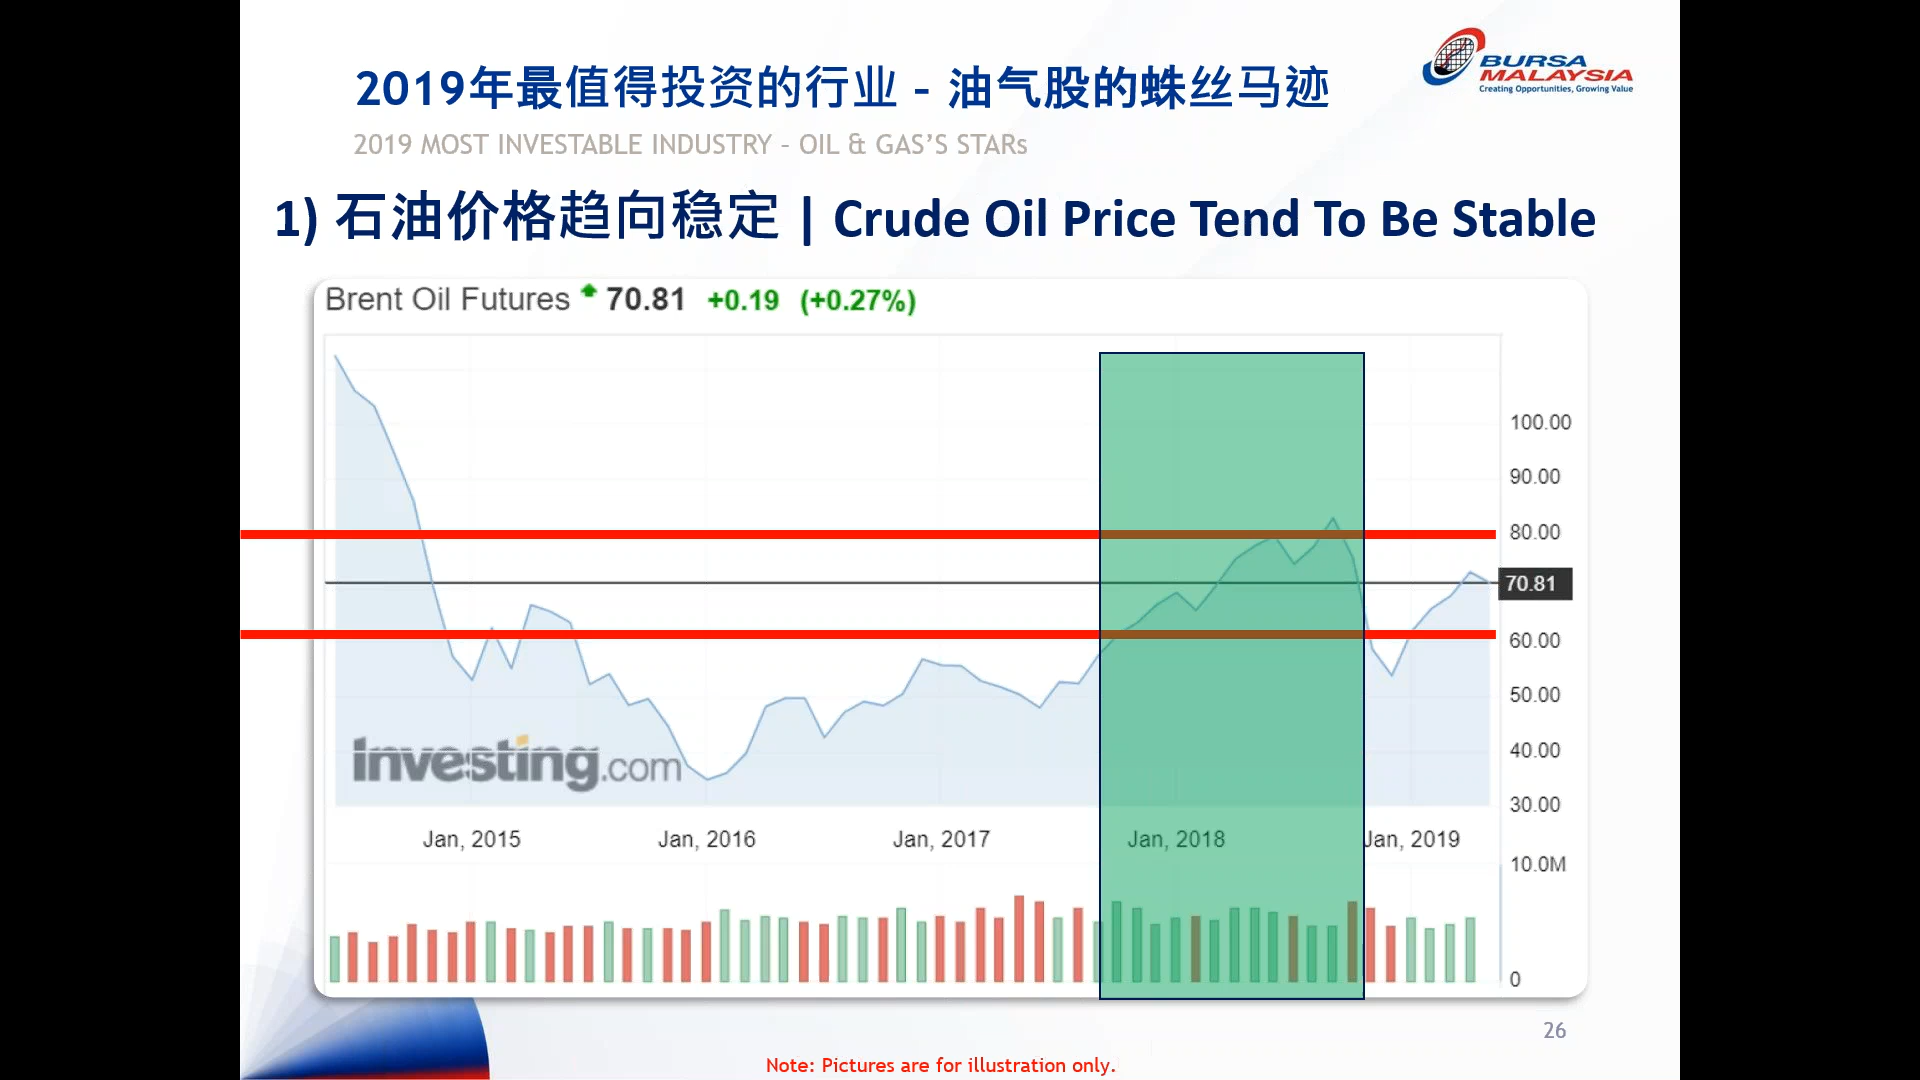 2019年最值得投资的行业 - 油气股的蛛丝马迹
BURSA
MALAYSIA
Creating Opportunities, Growing Value
2019 MOST INVESTABLE INDUSTRY - OIL & GAS’S STARs
1) 石油价格趋向稳定 | Crude Oil Price Tend To Be Stable
Brent Oil Futures 70.81 +0.19 (+0.27%)
100.00
90.00
80.00
70.81
60.00
50.00
40.00
30.00
Investing.com
Jan, 2015 Jan, 2016 Jan, 2017 Jan, 2018 Jan, 2019
10.0M
0
26
Note: Pictures are for illustration only.